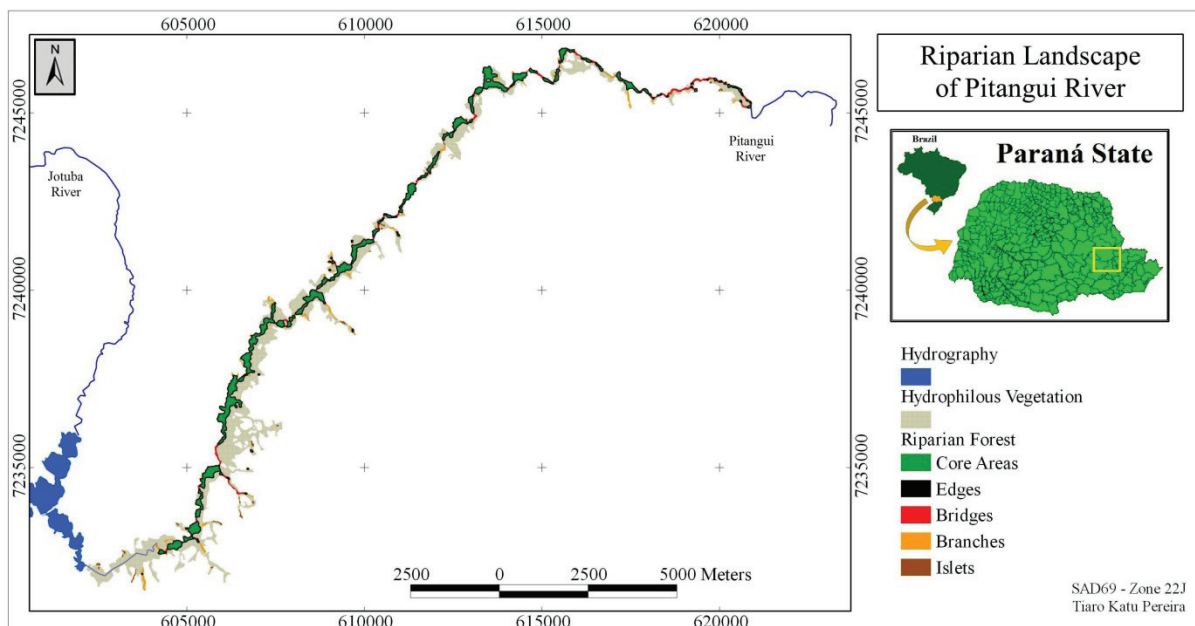 605000
610000
615000
620000
N
7245000
7245000
Pitangui
River
Jotuba
River
7240000
7240000
7235000
7235000
2500
0
2500
5000 Meters
605000
610000
615000
620000
Riparian Landscape
of Pitangui River
Brazil
Paraná State
Hydrography
Hydrophilous Vegetation
Riparian Forest
Core Areas
Edges
Bridges
Branches
Islets
SAD69 - Zone 22J
Tiaro Katu Pereira